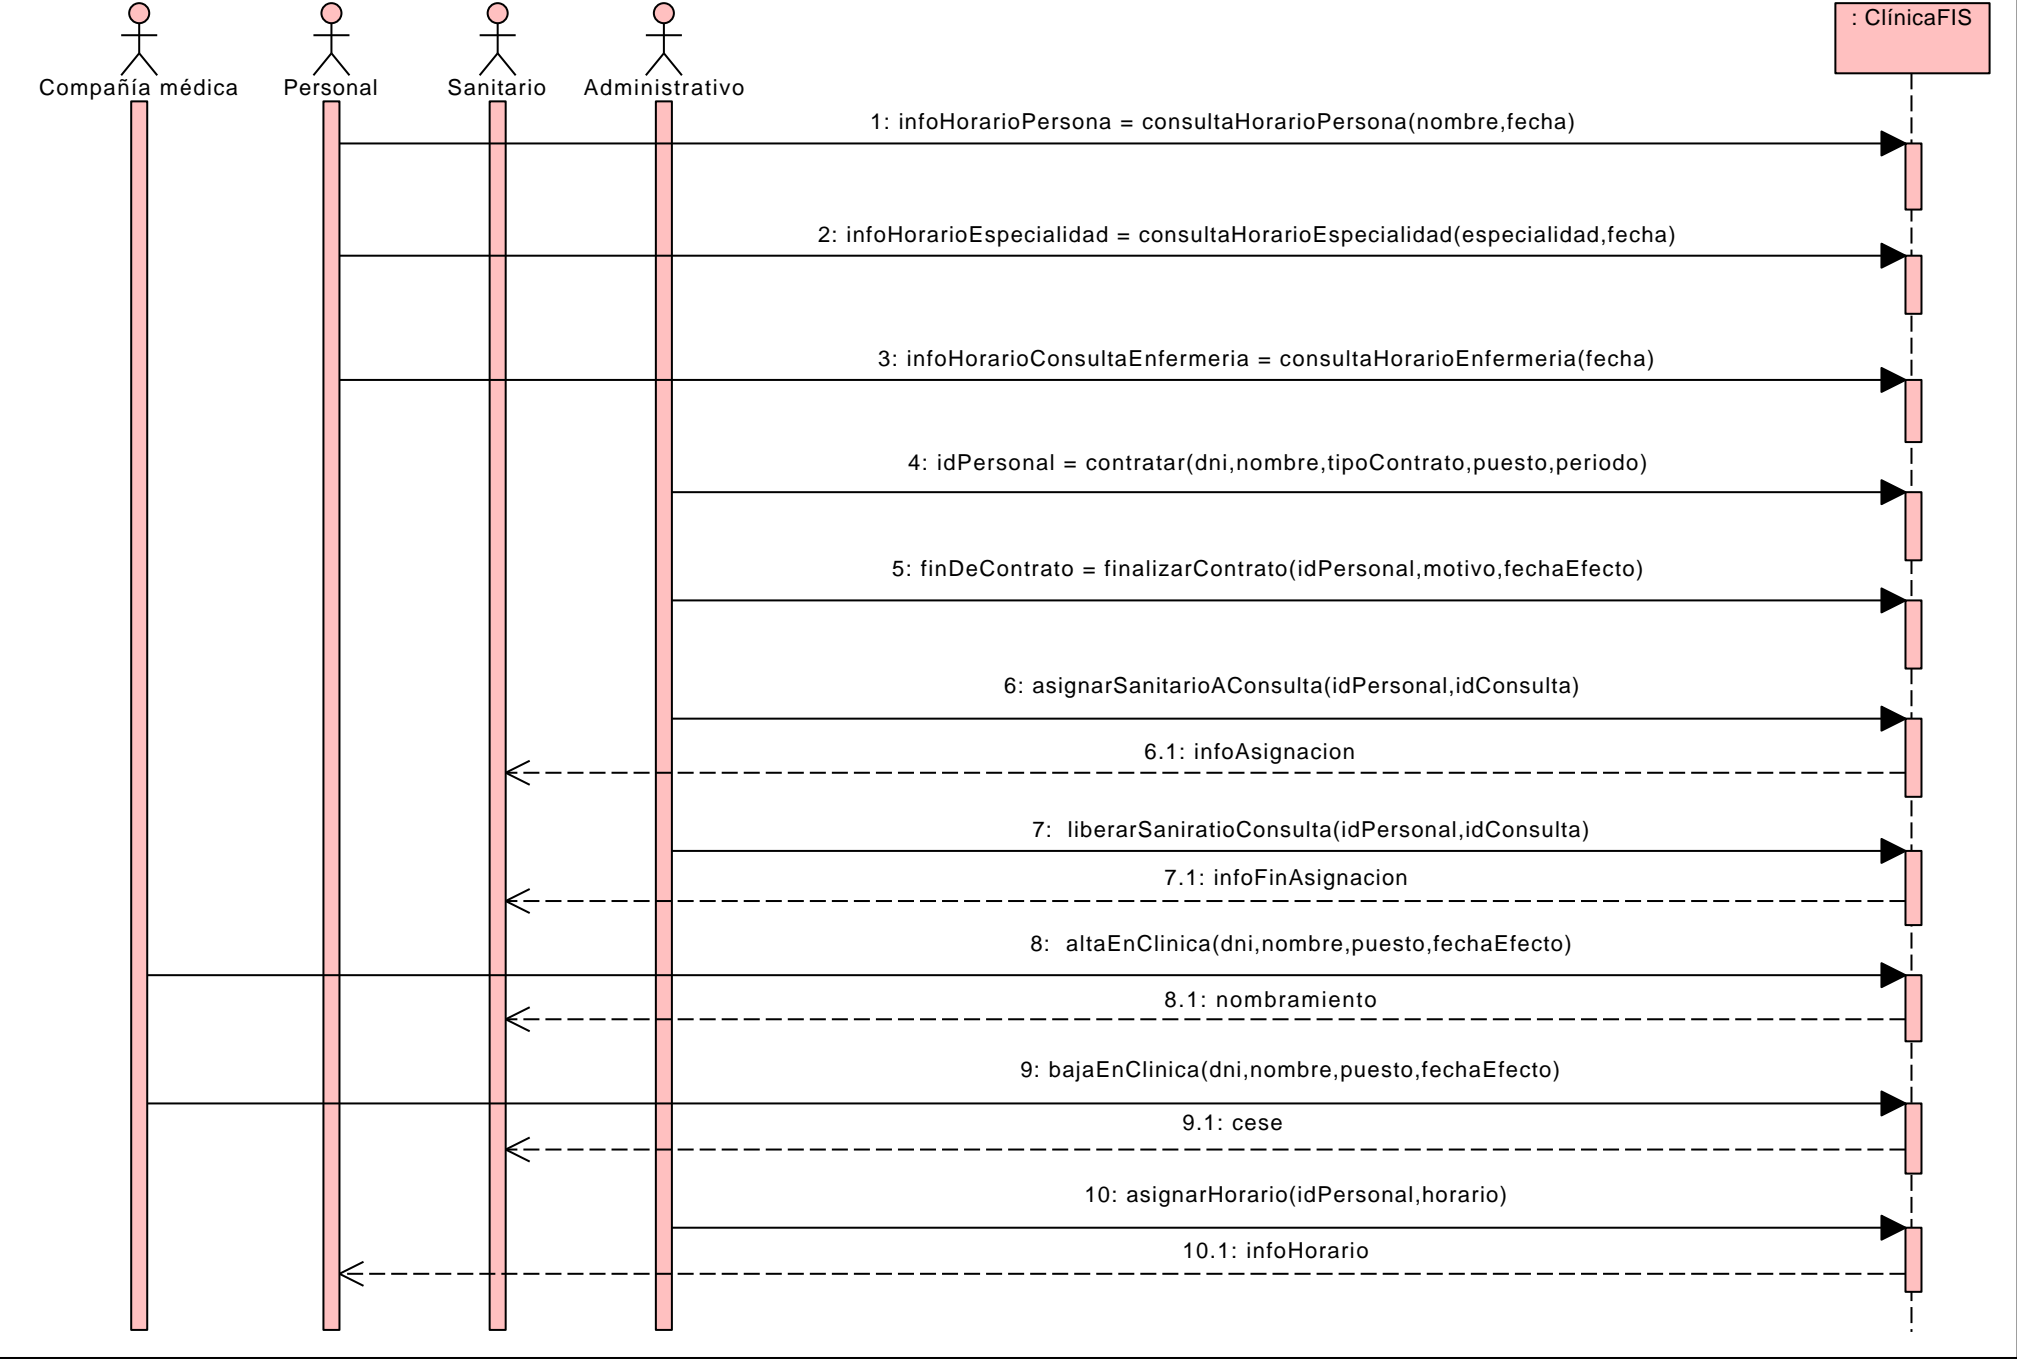 : ClínicaFIS
Compañía médica
Personal
Sanitario
Administrativo
1: infoHorarioPersona = consultaHorarioPersona(nombre,fecha)
2: infoHorarioEspecialidad = consultaHorarioEspecialidad(especialidad,fecha)
3: infoHorarioConsultaEnfermeria = consultaHorarioEnfermeria(fecha)
4: idPersonal = contratar(dni,nombre,tipoContrato,puesto,periodo)
5: finDeContrato = finalizarContrato(idPersonal,motivo,fechaEfecto)
6: asignarSanitarioAConsulta(idPersonal,idConsulta)
6.1: infoAsignacion
7:  liberarSaniratioConsulta(idPersonal,idConsulta)
7.1: infoFinAsignacion
8:  altaEnClinica(dni,nombre,puesto,fechaEfecto)
8.1: nombramiento
9: bajaEnClinica(dni,nombre,puesto,fechaEfecto)
9.1: cese
10: asignarHorario(idPersonal,horario)
10.1: infoHorario